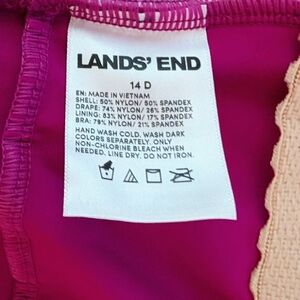 LANDS' END
14 D
EN: MADE IN VIETNAM
SHELL: 50% NYLON/ 50% SPANDEX
DRAPE: 74% NYLON/ 26% SPANDEX
LINING: 83% NYLON/ 17% SPANDEX
BRA: 79% NYLON/ 21% SPANDEX
HAND WASH COLD. WASH DARK
COLORS SEPARATELY. ONLY
NON-CHLORINE BLEACH WHEN
NEEDED. LINE DRY. DO NOT IRON.